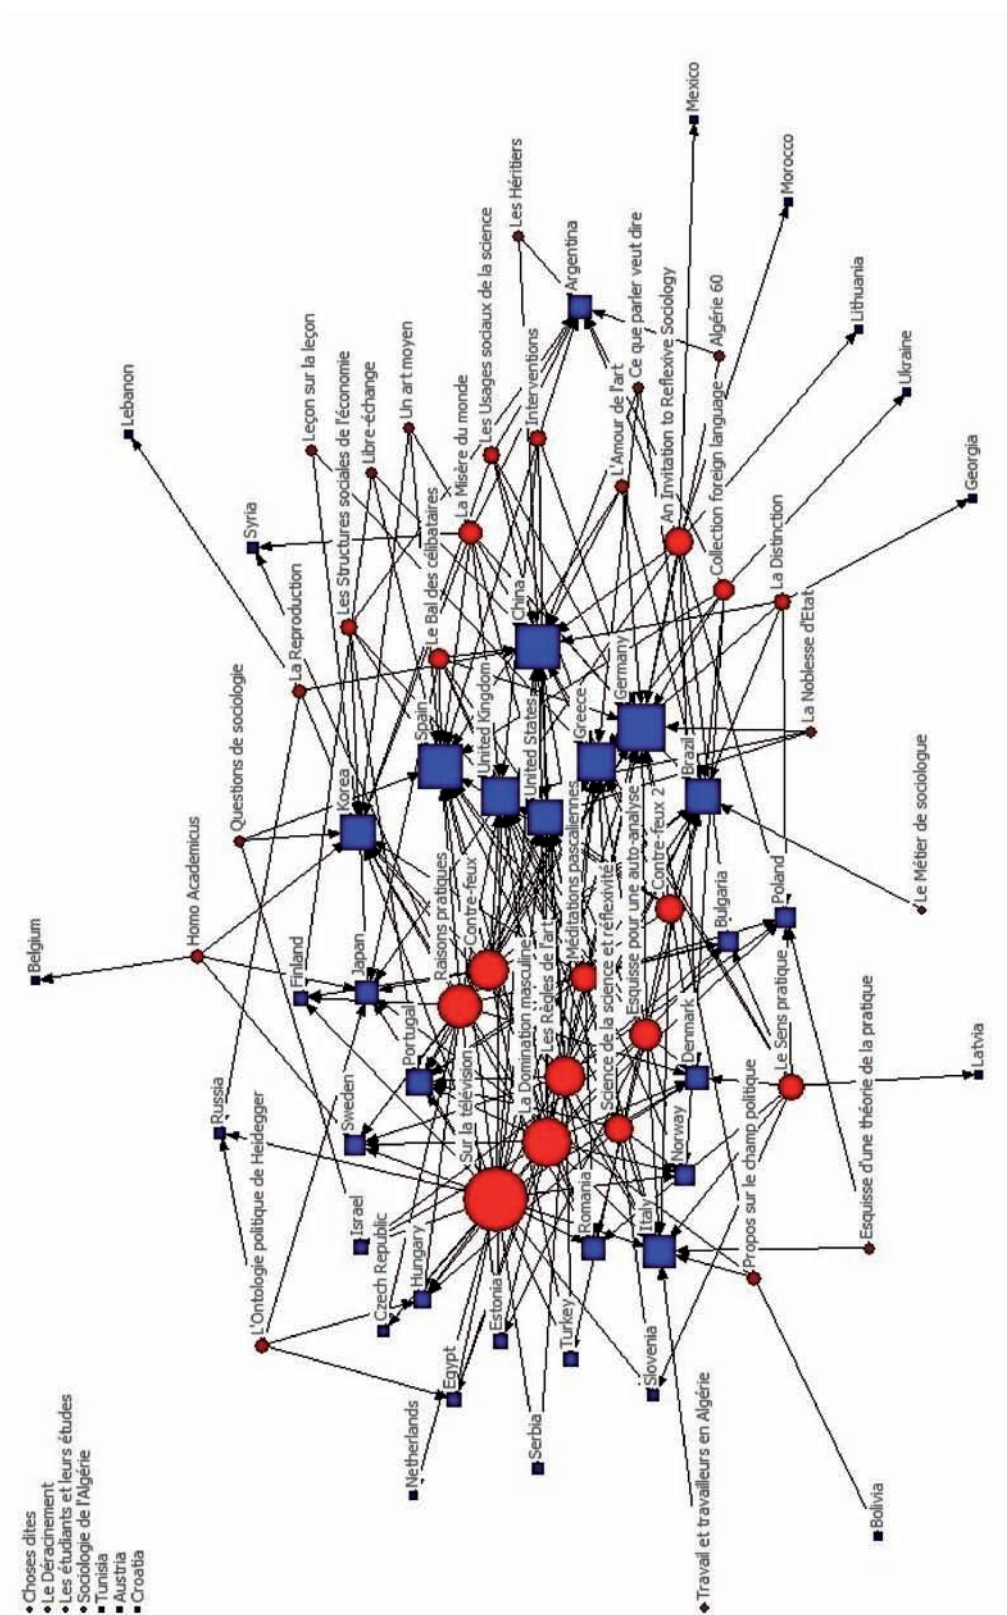 Choses dites
Le Déracinement
Les étudiants et leurs études
Sociologie de l'Algérie
Tunisia
Austria
Croatia
Belgium
Lebanon
Homo Academicus
Russia
Questions de sociologie
Syria
L'Ontologie politique de Heidegger
La Reproduction
Finland
Leçon sur la leçon
Les Structures sociales de l'économie
Korea
Japan
Sweden
Israel
Libre-échange
Czech Republic
Un art moyen
Portugal
Hungary
Netherlands
Spain
Le Bal des célibataires
Raisons pratiques
Egypt
La Misère du monde
Sur la télévision
Contre-feux
United Kingdom
Les Usages sociaux de la science
Estonia
Les Héritiers
China
La Domination masculine
United States
Interventions
Serbia
Les Règles de l'art
Turkey
Argentina
Méditations pascaliennes
Greece
Romania
Science de la science et réflexivité
L'Amour de l'art
Esquisse pour une auto-analyse
Germany
Ce que parler veut dire
Italy
Slovenia
Contre-feux 2
An Invitation to Reflexive Sociology
Norway
Denmark
Brazil
Mexico
Travail et travailleurs en Algérie
Collection foreign language
Algérie 60
Bulgaria
Propos sur le champ politique
Le Sens pratique
Poland
La Distinction
Morocco
La Noblesse d'Etat
Lithuania
Esquisse d'une théorie de la pratique
Bolivia
Ukraine
Le Métier de sociologue
Georgia
Latvia